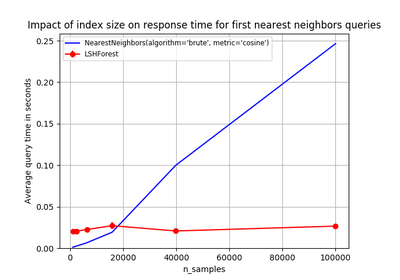 Impact of index size on response time for first nearest neighbors queries
NearestNeighbors(algorithm='brute', metric='cosine')
LSHForest
Average query time in seconds
0.25
0.20
0.15
0.10
0.05
0.00
0 20000 40000 60000 80000 100000
n_samples